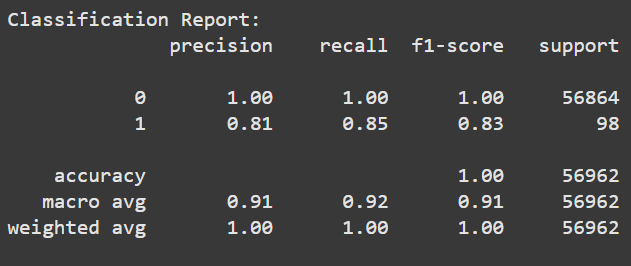 Classification Report:
precision recall f1-score support
0 1.00 1.00 1.00 56864
1 0.81 0.85 0.83 98
accuracy 1.00 56962
macro avg 0.91 0.92 0.91 56962
weighted avg 1.00 1.00 1.00 56962